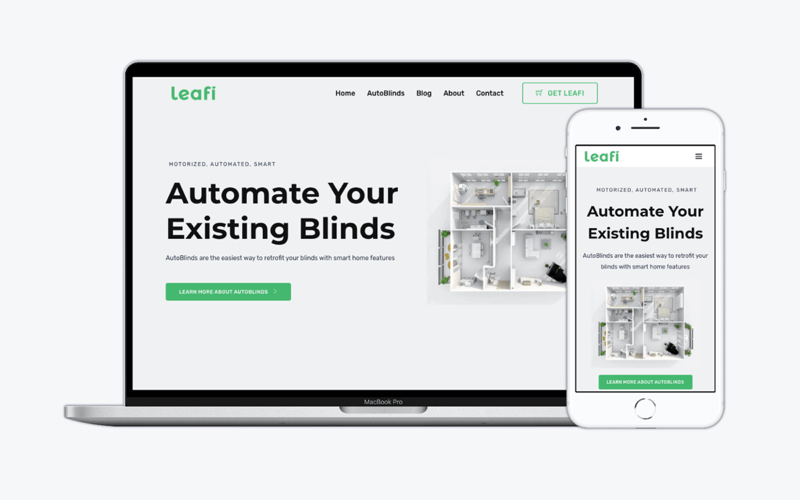 Leafi
Home AutoBlinds Blog About Contact GET LEAFI
MOTORIZED, AUTOMATED, SMART
Automate Your
Existing Blinds
AutoBlinds are the easiest way to retrofit your blinds with smart home features
LEARN MORE ABOUT AUTOBLINDS
MacBook Pro
Leafi
MOTORIZED, AUTOMATED, SMART
Automate Your
Existing Blinds
AutoBlinds are the easiest way to retrofit your
blinds with smart home features
LEARN MORE ABOUT AUTOBLINDS